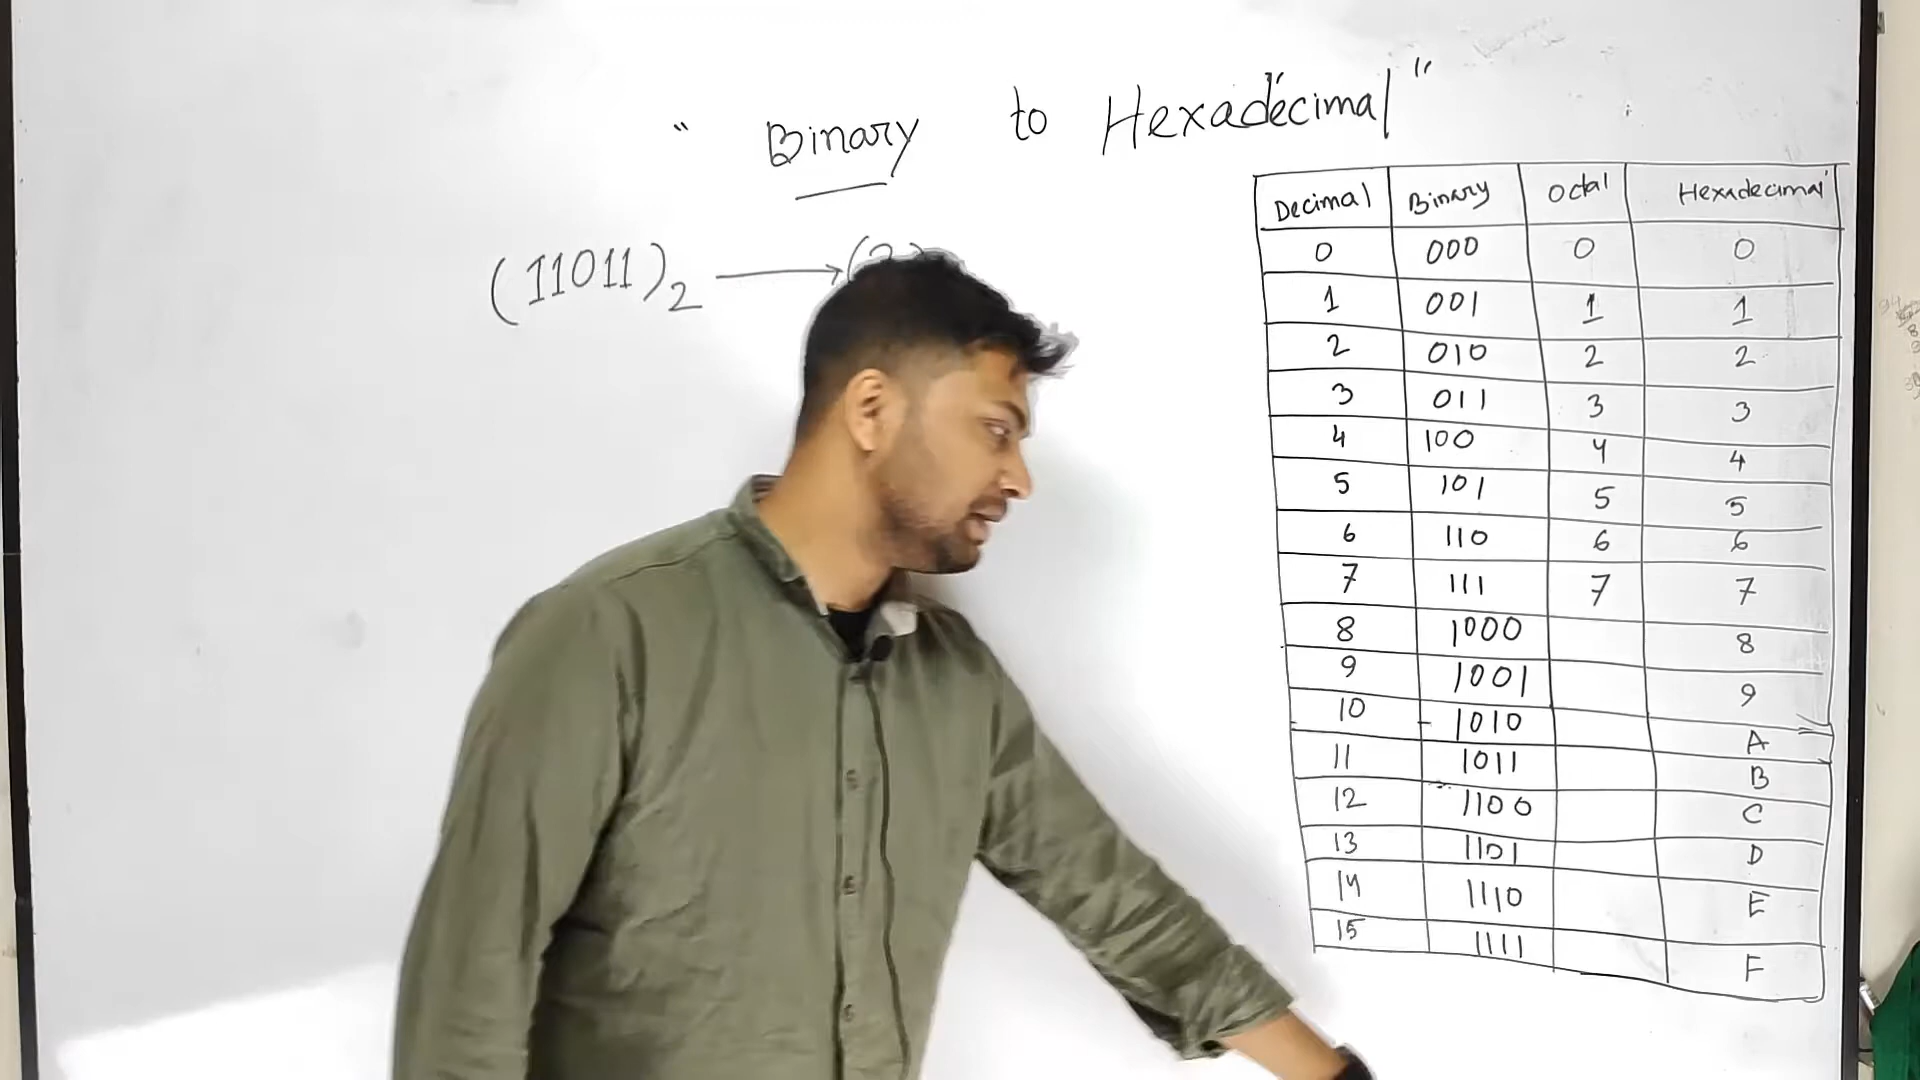 " Binary to Hexadecimal"
(11011)₂ → (?)
Decimal Binary Octal Hexadecimal
0 000 0 0
1 001 1 1
2 010 2 2
3 011 3 3
4 100 4 4
5 101 5 5
6 110 6 6
7 111 7 7
8 1000 8
9 1001 9
10 1010 A
11 1011 B
12 1100 C
13 1101 D
14 1110 E
15 1111 F